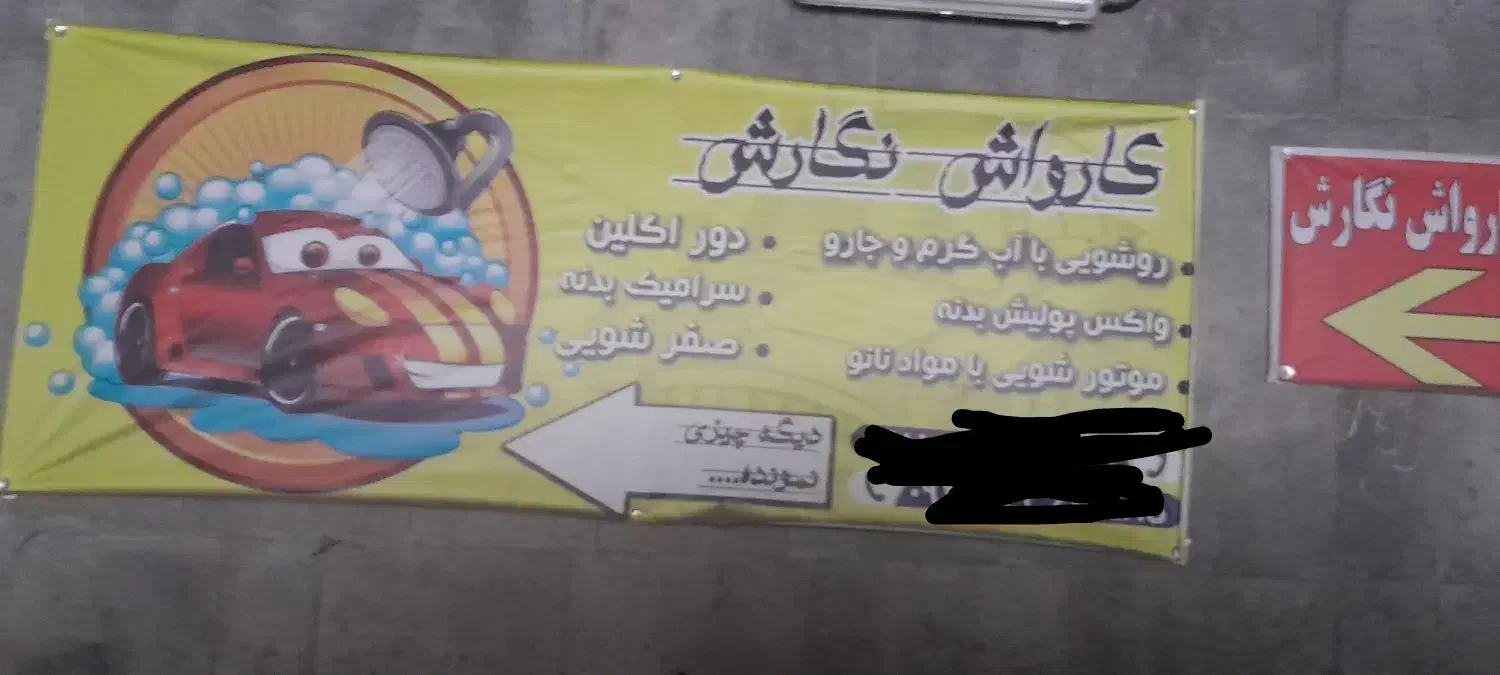 کارواش نگارش
روشویی با آب گرم و جارو
واکس پولیش بدنه
موتور شویی با مواد نانو
دور اکلین
سرامیک بدنه
صفر شویی
دیگه چیزی
نمونده....
ارواش نگارش